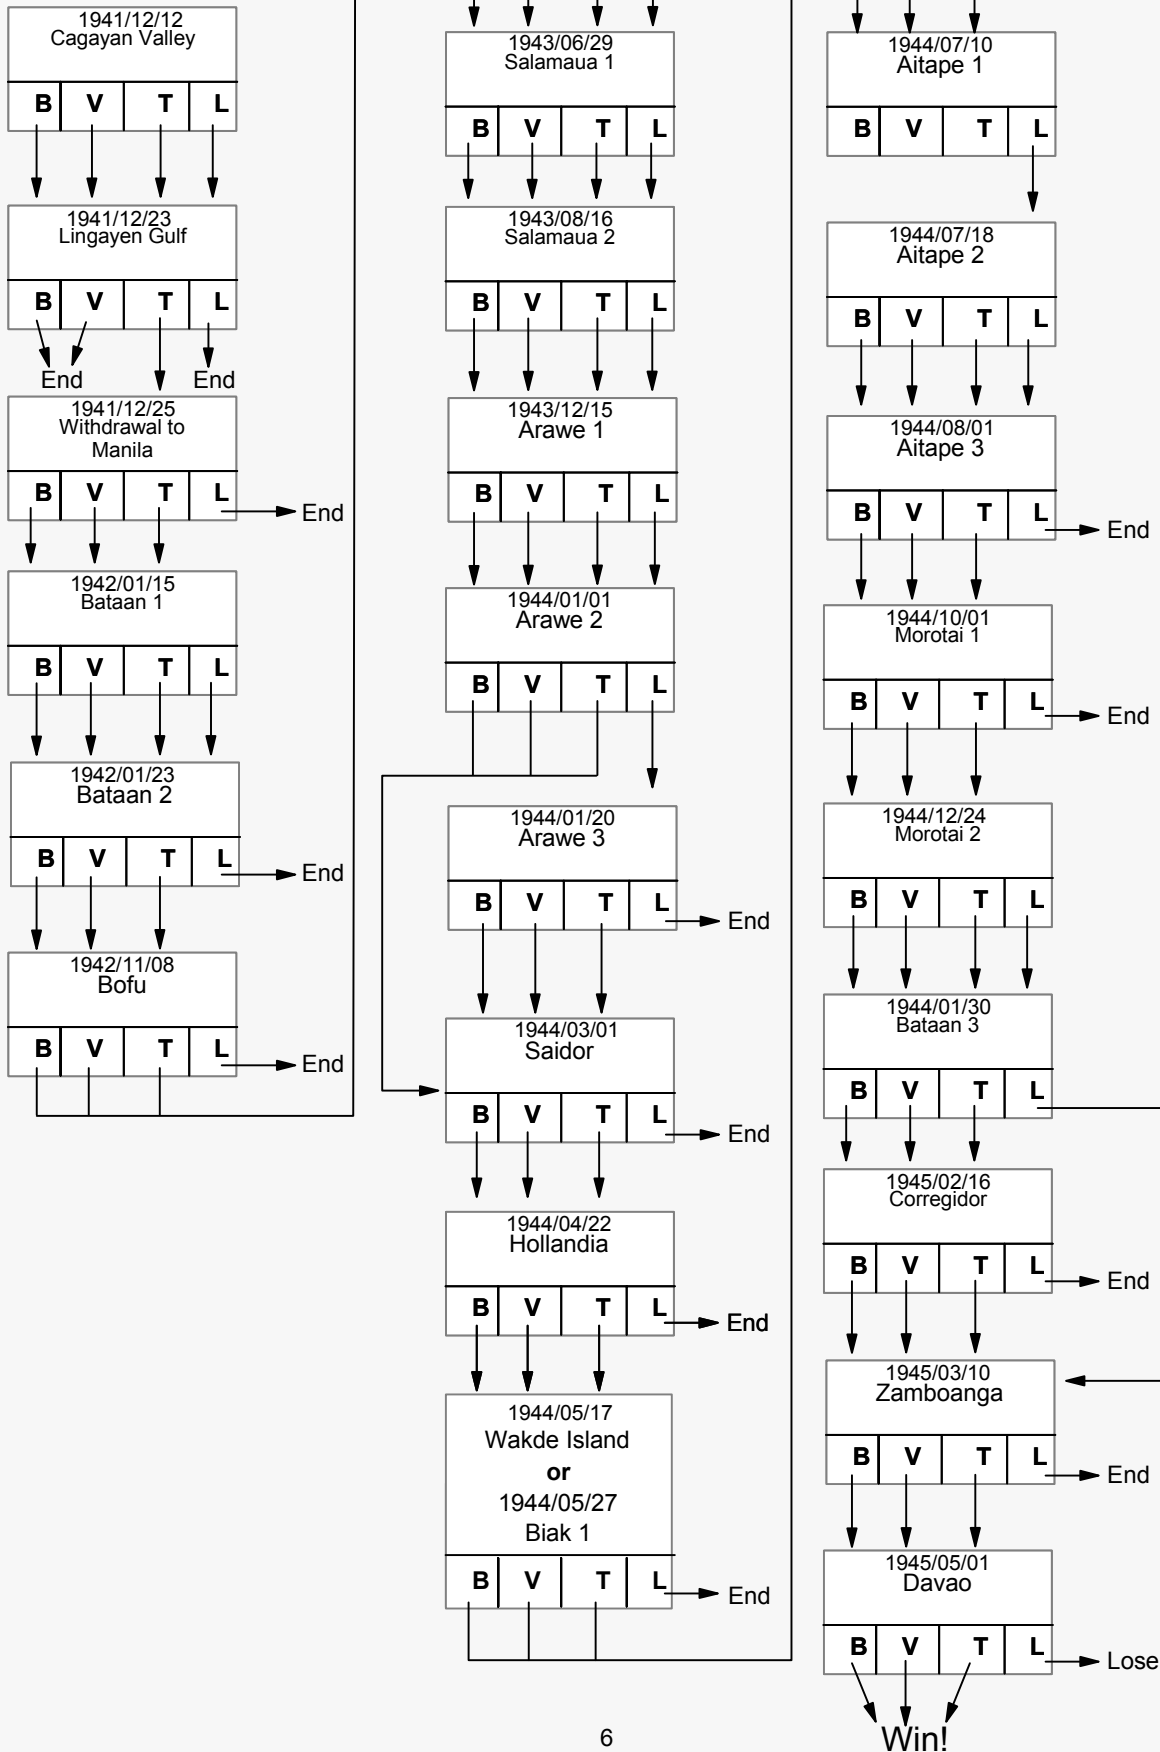 1941/12/12
Cagayan Valley
B V T L
1941/12/23
Lingayen Gulf
B V T L
End End
1941/12/25
Withdrawal to
Manila
B V T L
End
1942/01/15
Bataan 1
B V T L
1942/01/23
Bataan 2
B V T L
End
1942/11/08
Bofu
B V T L
End
1943/06/29
Salamaua 1
B V T L
1943/08/16
Salamaua 2
B V T L
1943/12/15
Arawe 1
B V T L
1944/01/01
Arawe 2
B V T L
1944/01/20
Arawe 3
B V T L
End
1944/03/01
Saidor
B V T L
End
1944/04/22
Hollandia
B V T L
End
1944/05/17
Wakde Island
or
1944/05/27
Biak 1
B V T L
End
1944/07/10
Aitape 1
B V T L
1944/07/18
Aitape 2
B V T L
1944/08/01
Aitape 3
B V T L
End
1944/10/01
Morotai 1
B V T L
End
1944/12/24
Morotai 2
B V T L
1944/01/30
Bataan 3
B V T L
1945/02/16
Corregidor
B V T L
End
1945/03/10
Zamboanga
B V T L
End
1945/05/01
Davao
B V T L
Lose
Win!
6